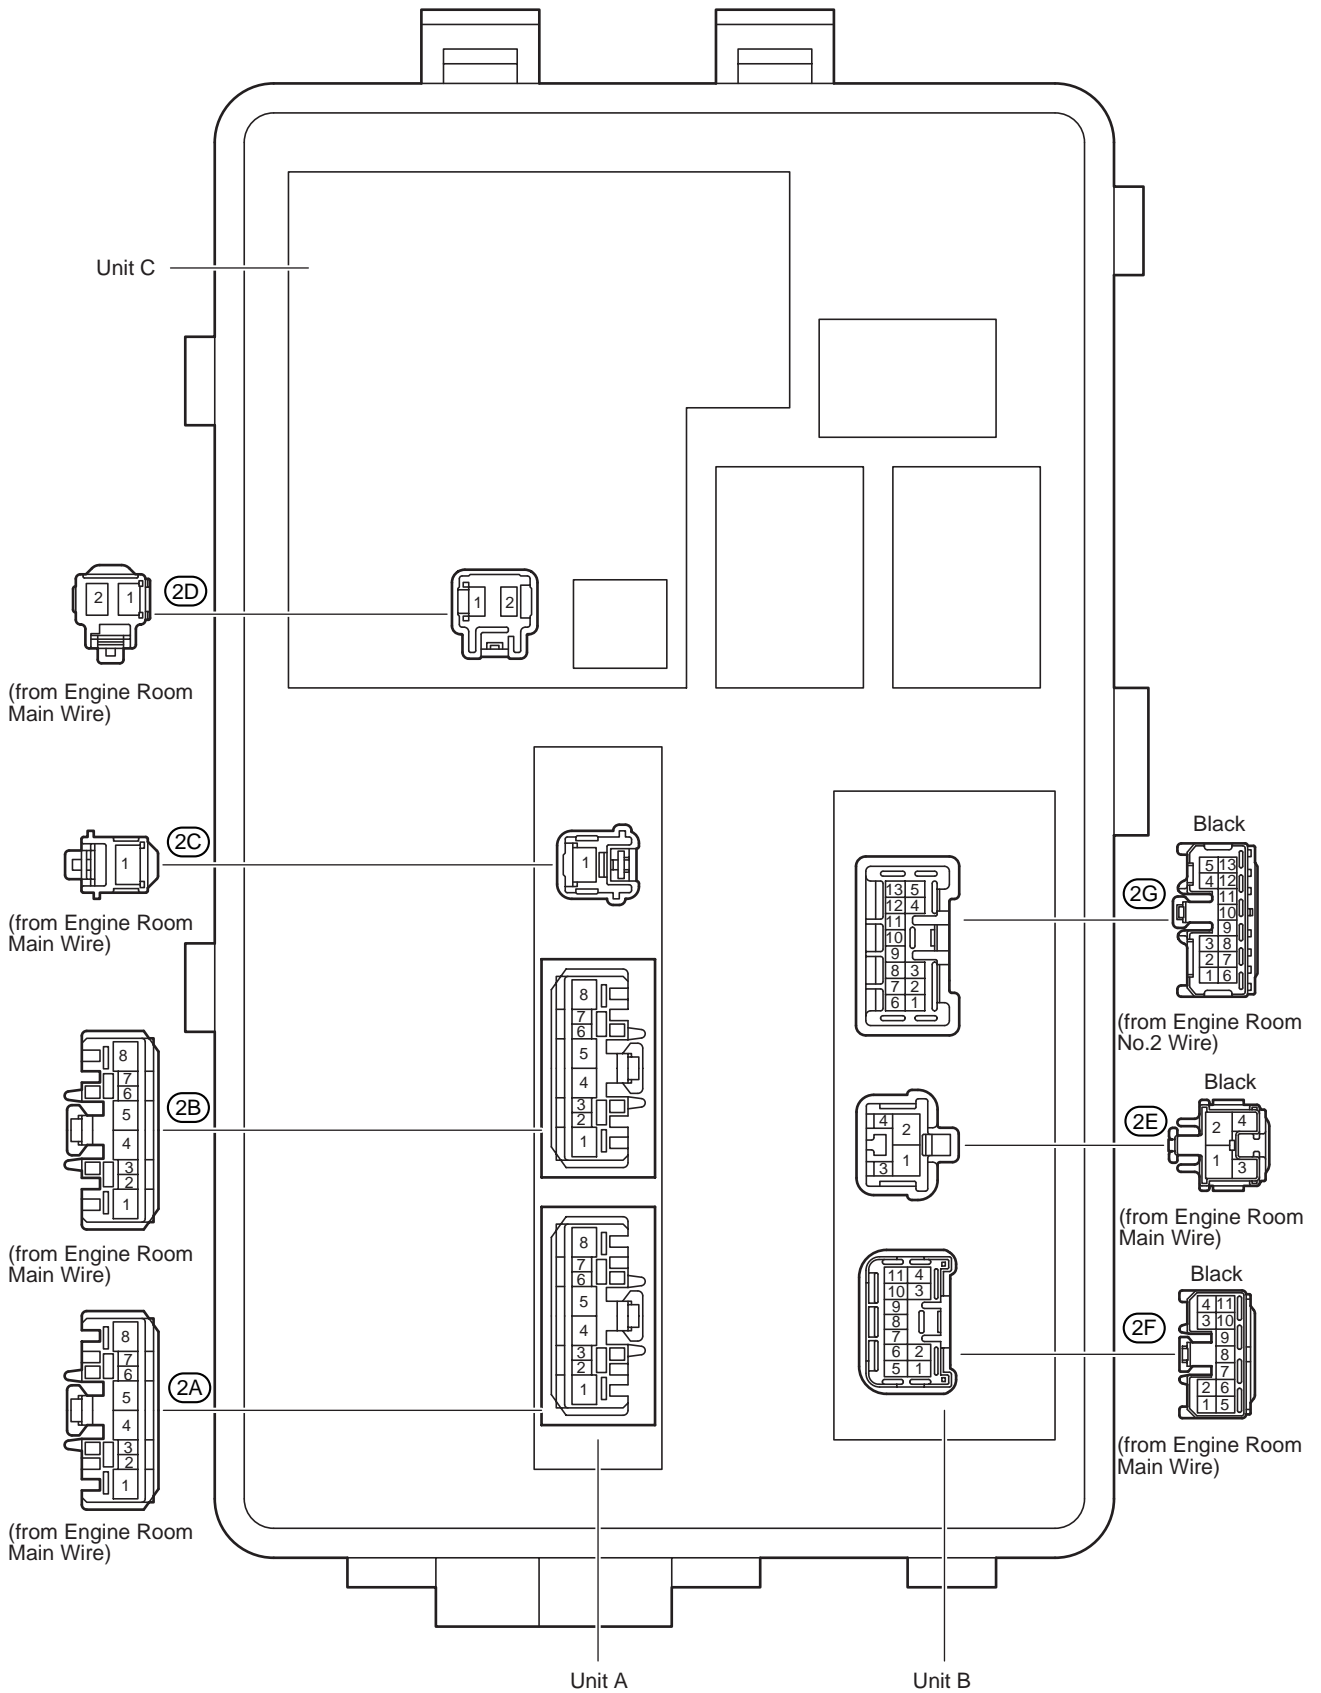 Unit C
2D
2 1
1 2
(from Engine Room
Main Wire)
2C
1
1
(from Engine Room
Main Wire)
Black
2G
5 13
4 12
11
10
9
3 8
2 7
1 6
13 5
12 4
11
10
9
8 3
7 2
6 1
(from Engine Room
No.2 Wire)
2B
8
7
6
5
4
3
2
1
8
7
6
5
4
3
2
1
(from Engine Room
Main Wire)
Black
2E
2 4
1 3
4 2
3 1
(from Engine Room
Main Wire)
2A
8
7
6
5
4
3
2
1
8
7
6
5
4
3
2
1
(from Engine Room
Main Wire)
Black
2F
4 11
3 10
9
8
7
2 6
1 5
11 4
10 3
9
8
7
6 2
5 1
(from Engine Room
Main Wire)
Unit A
Unit B